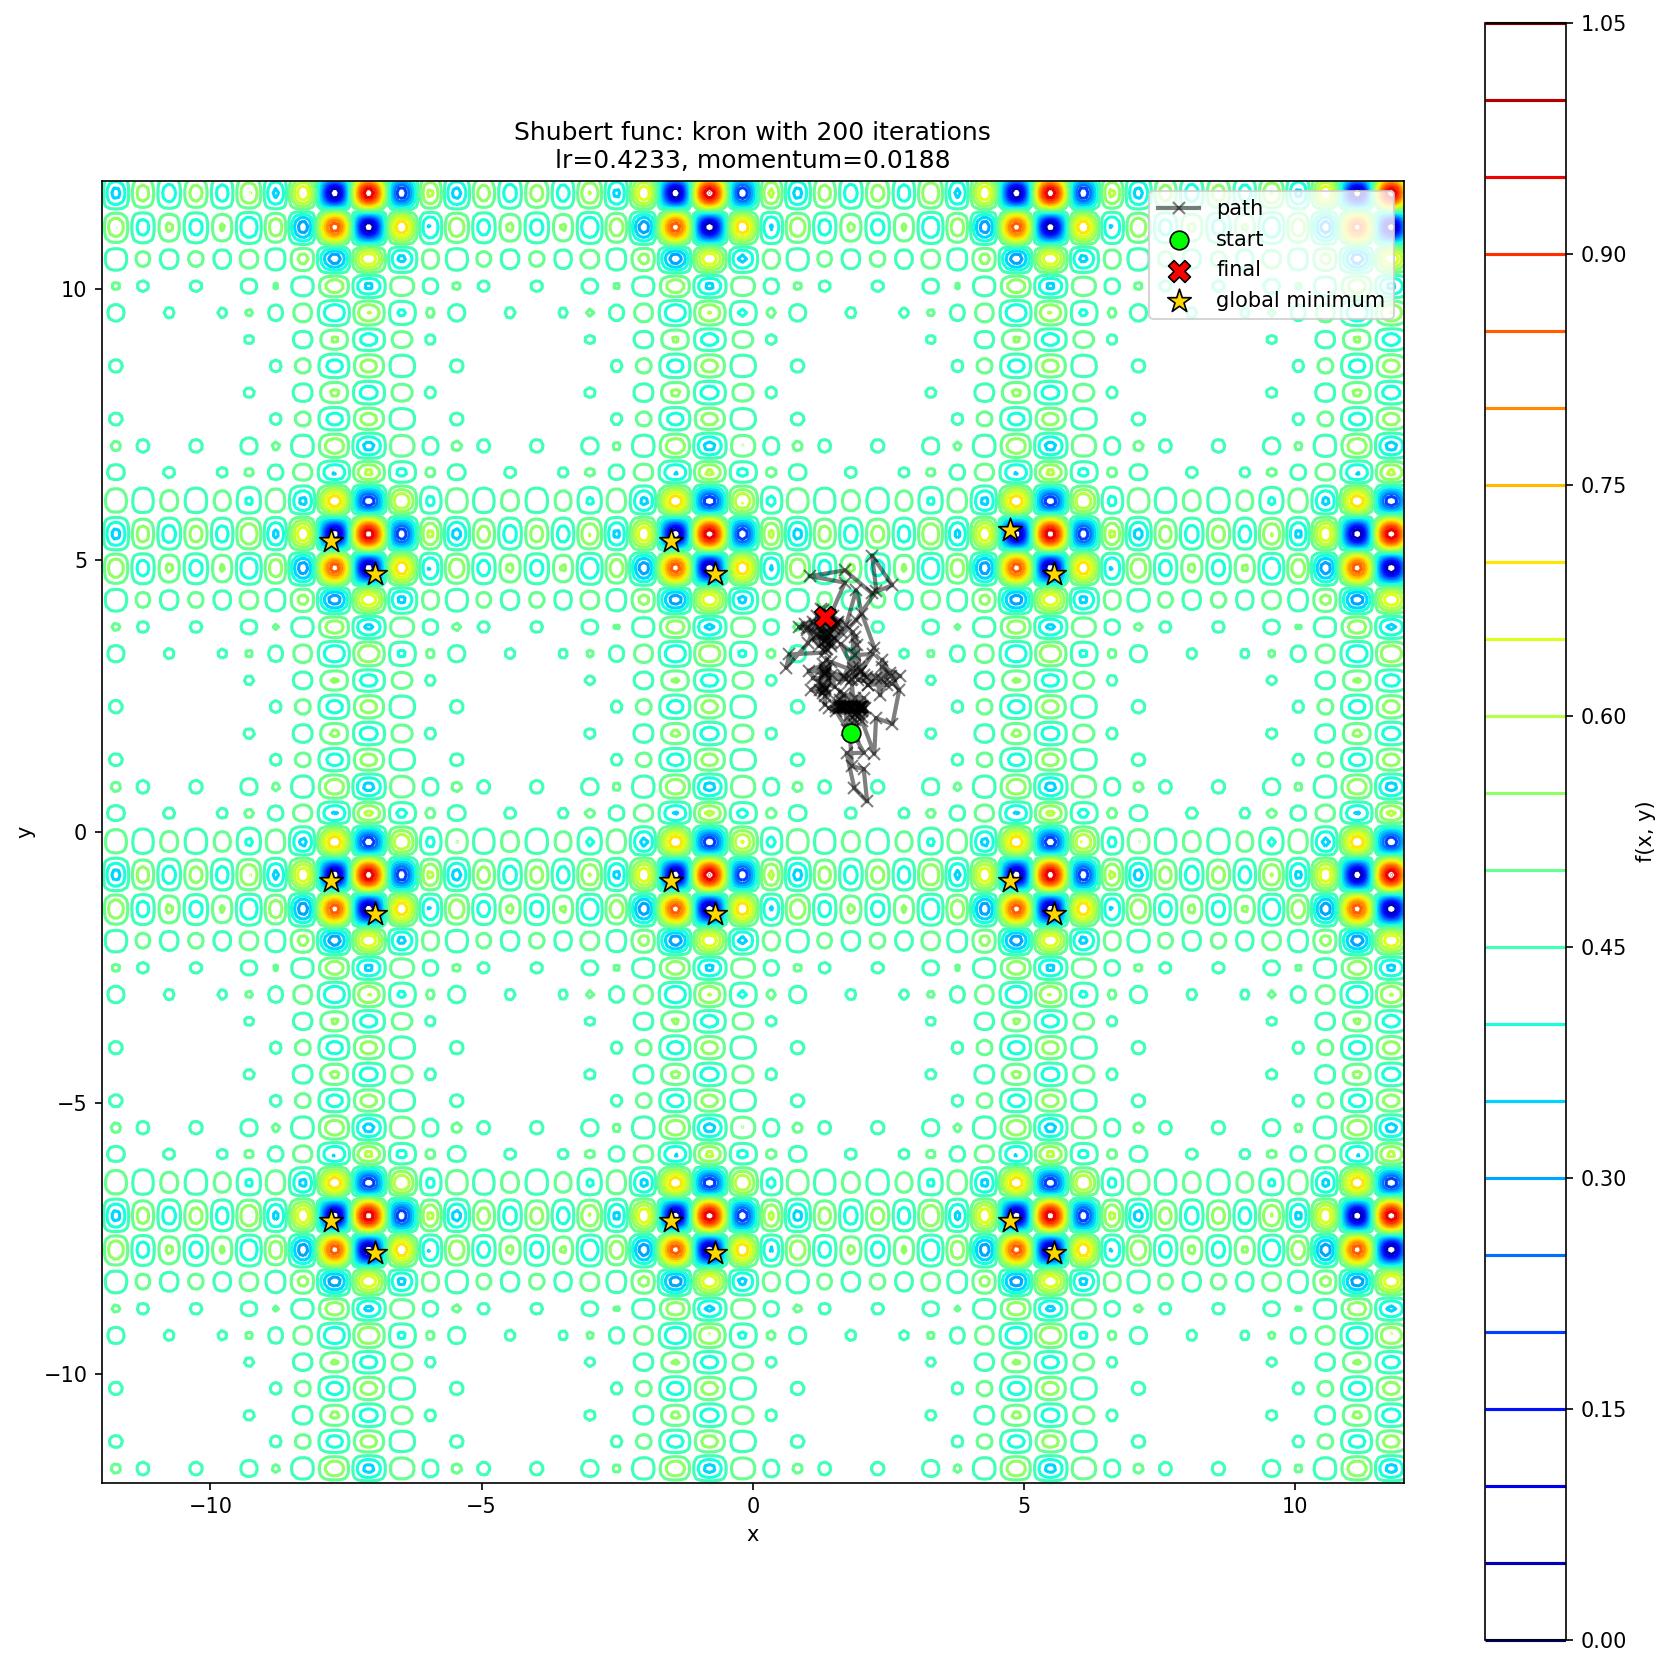 Shubert func: kron with 200 iterations
lr=0.4233, momentum=0.0188
path
start
final
global minimum
10
5
0
−5
−10
y
−10
−5
0
5
10
x
1.05
0.90
0.75
0.60
0.45
0.30
0.15
0.00
f(x, y)